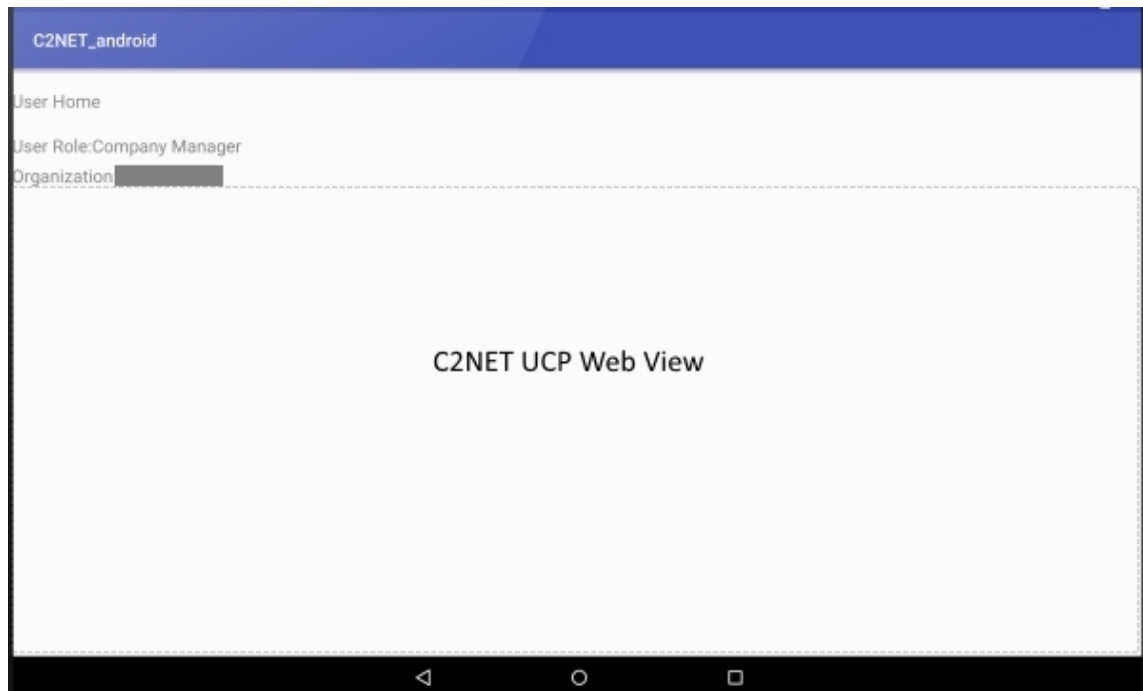 C2NET_android
User Home
User Role:Company Manager
Organization
C2NET UCP Web View